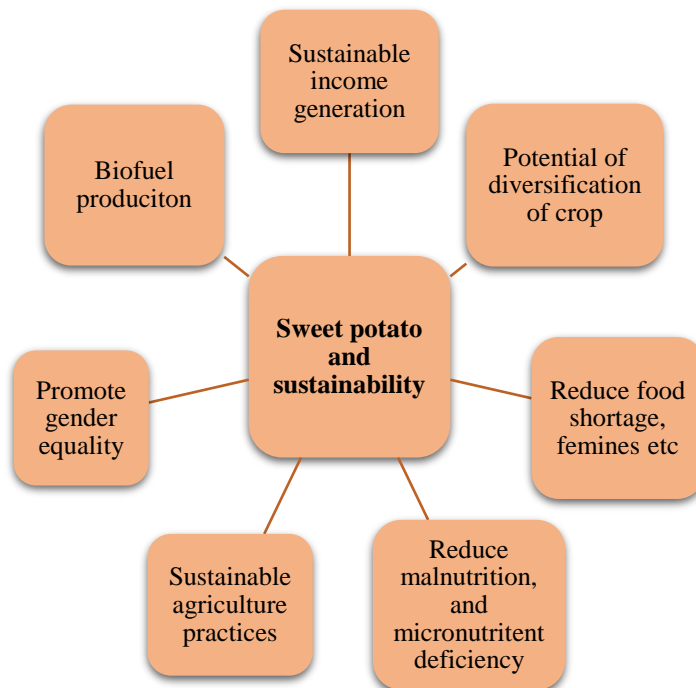 Sustainable
income
generation
Potential of
diversification
of crop
Biofuel
produciton
Sweet potato
and
sustainability
Promote
gender
equality
Reduce food
shortage,
femines etc
Sustainable
agriculture
practices
Reduce
malnutrition,
and
micronutritent
deficiency